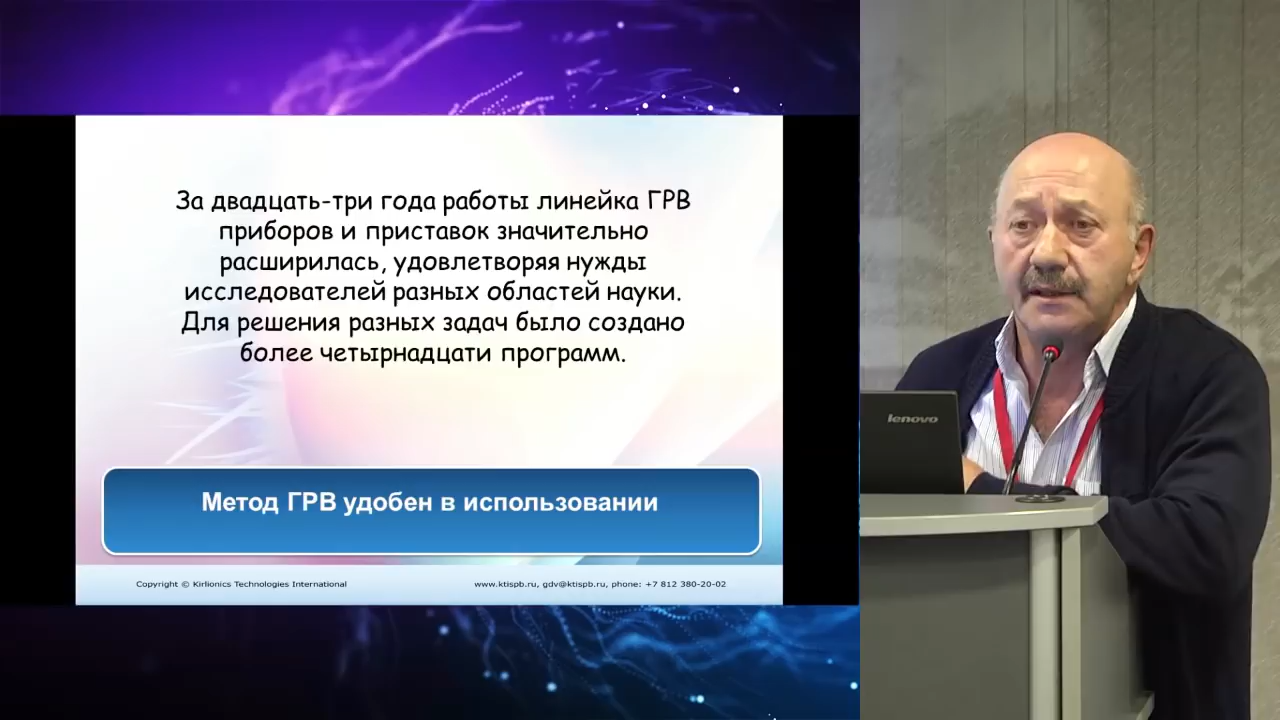 За двадцать-три года работы линейка ГРВ
приборов и приставок значительно
расширилась, удовлетворяя нужды
исследователей разных областей науки.
Для решения разных задач было создано
более четырнадцати программ.
Метод ГРВ удобен в использовании
Copyright © Kirlionics Technologies International
www.ktispb.ru, gdv@ktispb.ru, phone: +7 812 380-20-02
lenovo